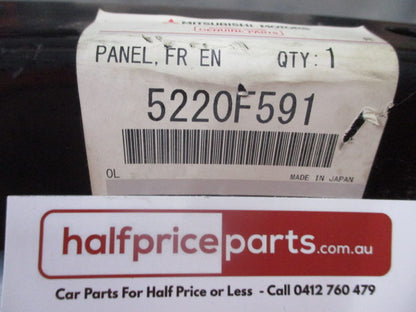 MITSUBISHI MOTORS
GENUINE PARTS
PANEL, FR EN QTY: 1
5220F591
OL MADE IN JAPAN
halfpriceparts.com.au
Car Parts For Half Price or Less - Call 0412 760 479